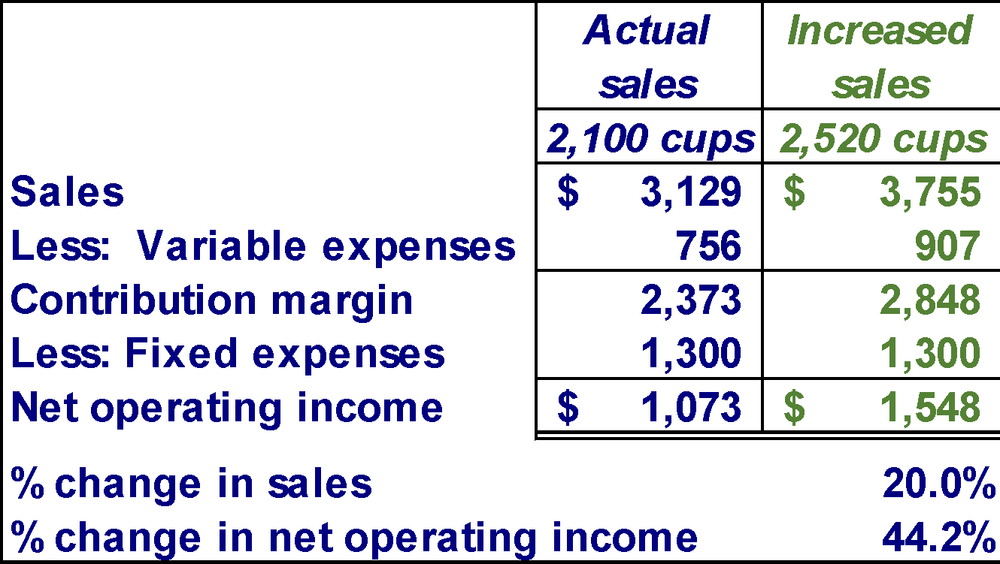 Actual Increased
sales sales
2,100 cups 2,520 cups
Sales $ 3,129 $ 3,755
Less: Variable expenses 756 907
Contribution margin 2,373 2,848
Less: Fixed expenses 1,300 1,300
Net operating income $ 1,073 $ 1,548
% change in sales 20.0%
% change in net operating income 44.2%